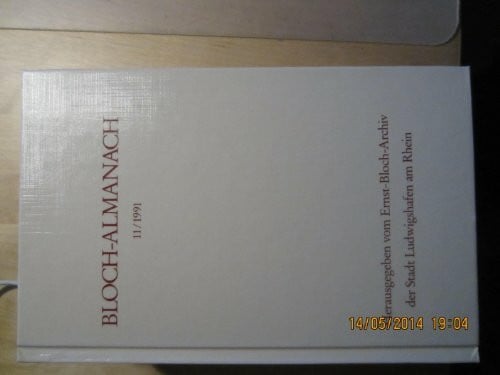 BLOCH-ALMANACH
11/1991
Herausgegeben vom Ernst-Bloch-Archiv
der Stadt Ludwigshafen am Rhein
14/05/2014 19:04